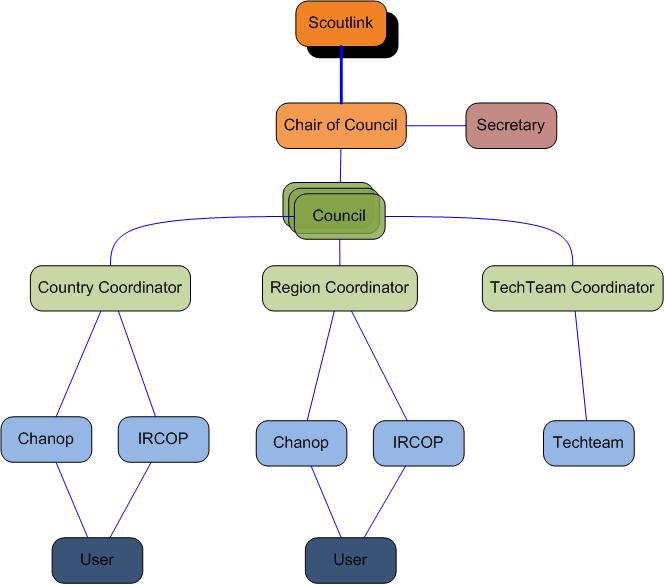 Scoutlink
Chair of Council
Secretary
Council
Country Coordinator
Region Coordinator
TechTeam Coordinator
Chanop
IRCOP
Chanop
IRCOP
Techteam
User
User